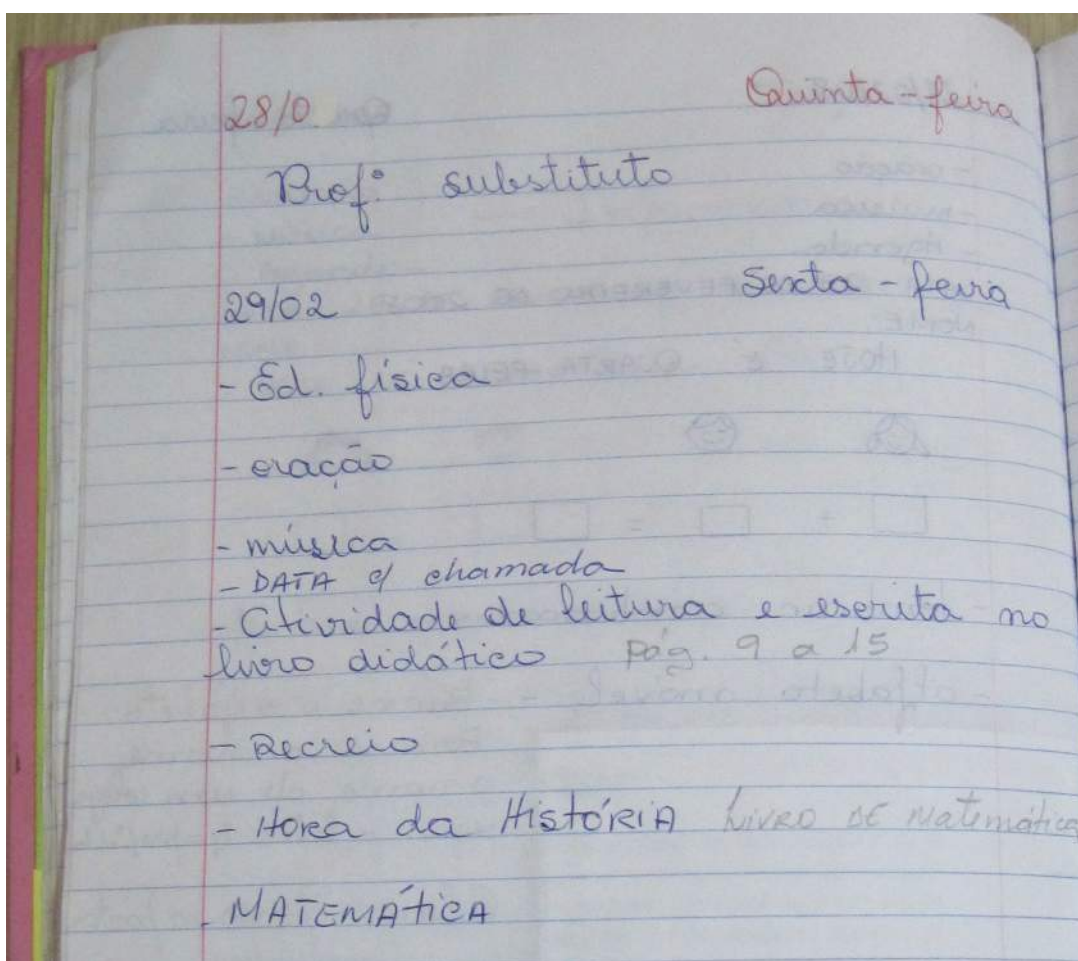 28/0 Quinta-feira
Profº substituto
29/02 Sexta-feira
- Ed. física
- oração
- música
- DATA c/ chamada
- Atividade de leitura e escrita no
livro didático pág. 9 a 15
- Recreio
- Hora da História Livro de Matemática
- MATEMÁTICA